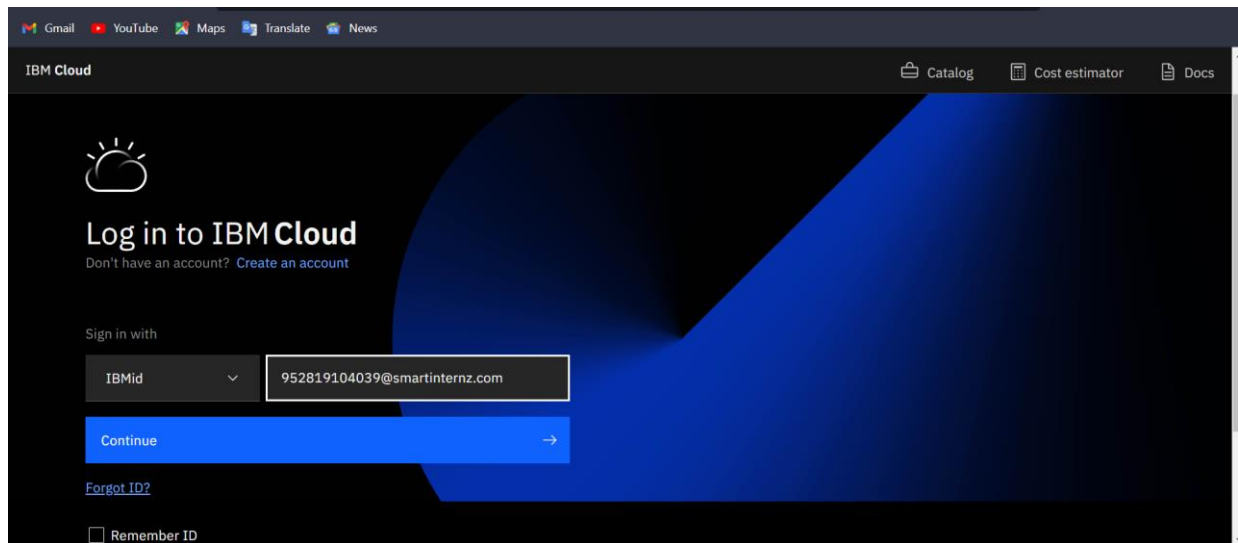 Gmail YouTube Maps Translate News
IBM Cloud Catalog Cost estimator Docs
Log in to IBM Cloud
Don't have an account? Create an account
Sign in with
IBMid 952819104039@smartinternz.com
Continue
Forgot ID?
Remember ID